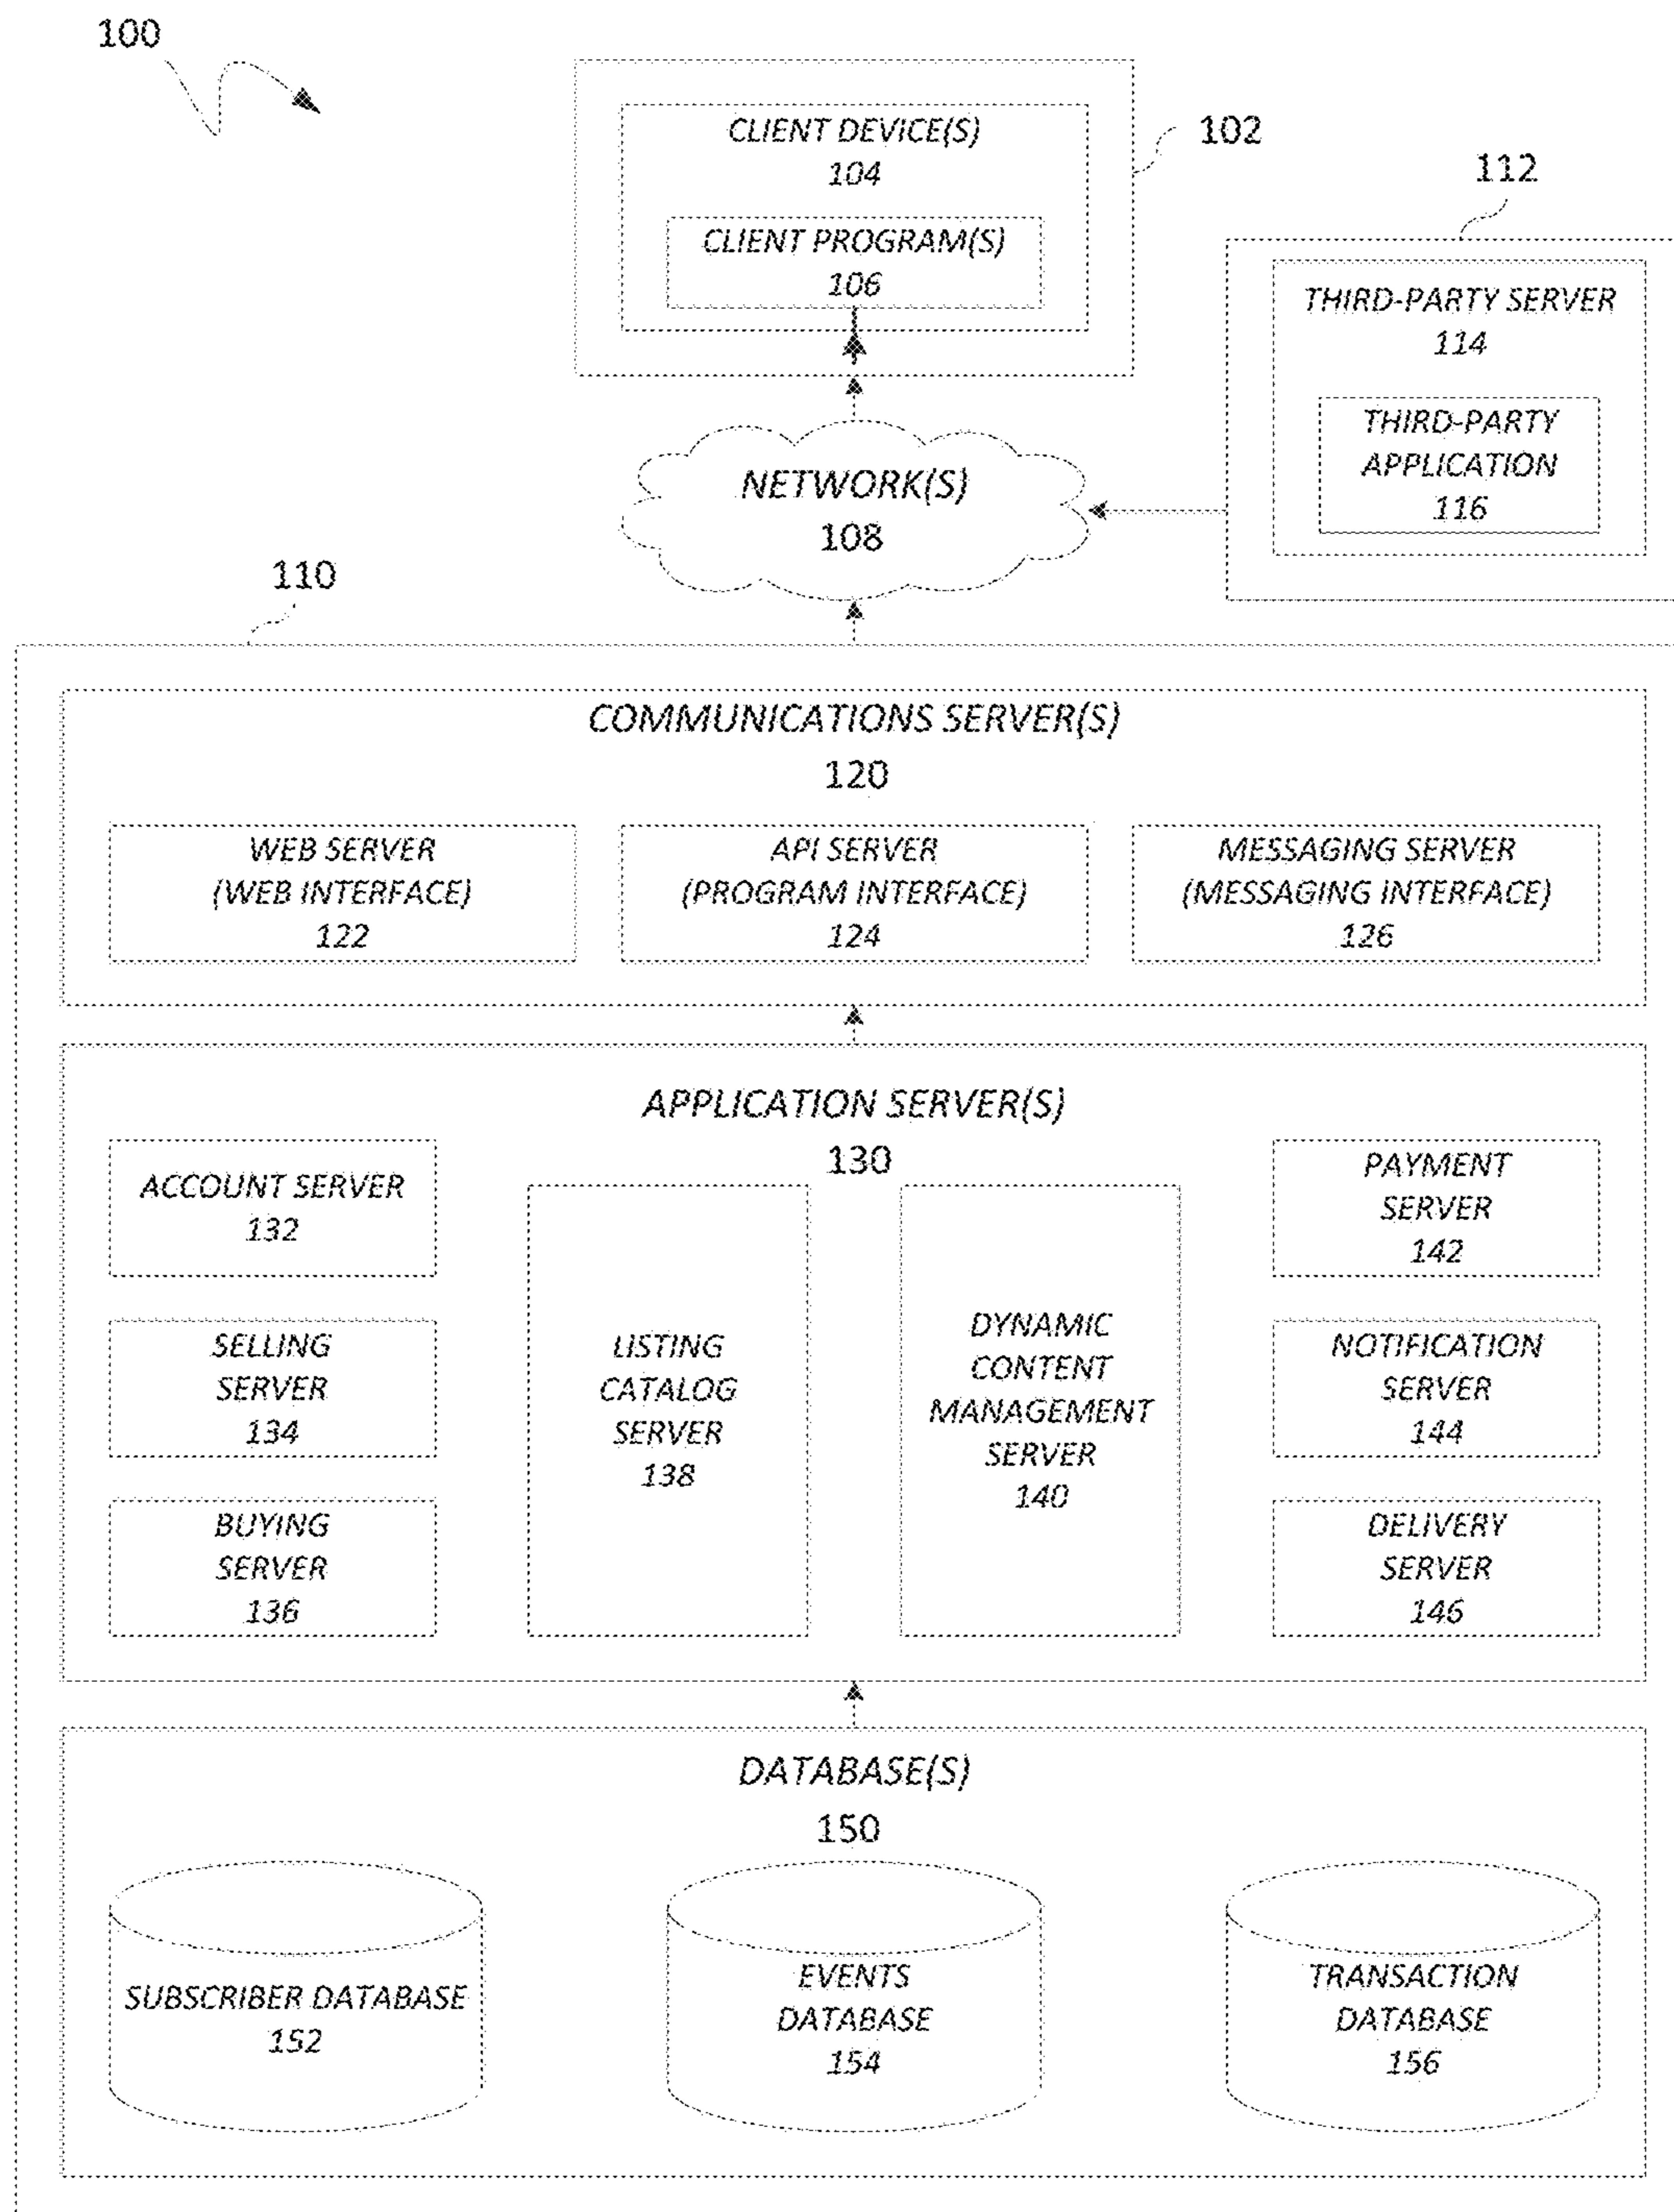 100
CLIENT DEVICE(S)
104
102
CLIENT PROGRAM(S)
106
112
THIRD-PARTY SERVER
114
THIRD-PARTY
APPLICATION
116
NETWORK(S)
108
110
COMMUNICATIONS SERVER(S)
120
WEB SERVER
(WEB INTERFACE)
122
API SERVER
(PROGRAM INTERFACE)
124
MESSAGING SERVER
(MESSAGING INTERFACE)
126
APPLICATION SERVER(S)
130
ACCOUNT SERVER
132
SELLING
SERVER
134
BUYING
SERVER
136
LISTING
CATALOG
SERVER
138
DYNAMIC
CONTENT
MANAGEMENT
SERVER
140
PAYMENT
SERVER
142
NOTIFICATION
SERVER
144
DELIVERY
SERVER
146
DATABASE(S)
150
SUBSCRIBER DATABASE
152
EVENTS
DATABASE
154
TRANSACTION
DATABASE
156